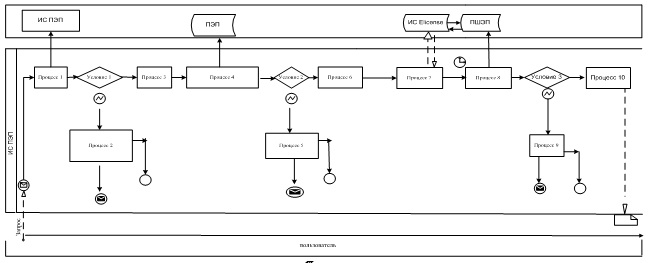 ИС ПЭП
ПЭП
ИС Elicense
ПШЭП
Процесс 1
Условие 1
Процесс 3
Процесс 4
Условие 2
Процесс 6
Процесс 7
Процесс 8
Условие 3
Процесс 10
Процесс 2
Процесс 5
Процесс 9
ИС ПЭП
Запрос
пользователь